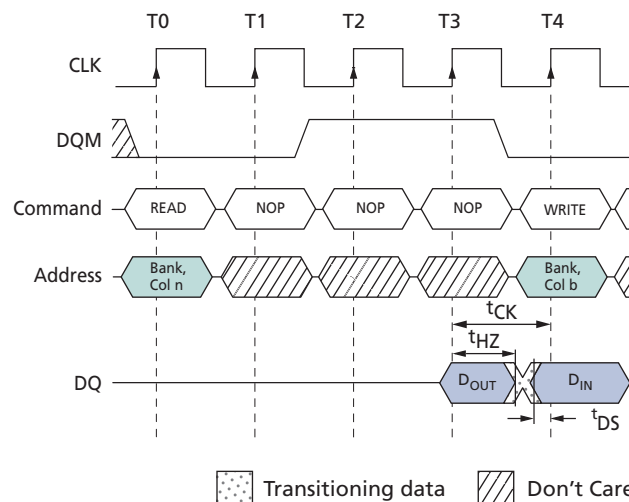 T0 T1 T2 T3 T4
CLK
DQM
Command READ NOP NOP NOP WRITE
Address Bank, Col n Bank, Col b
tCK
tHZ
DQ DOUT DIN
tDS
Transitioning data Don't Care